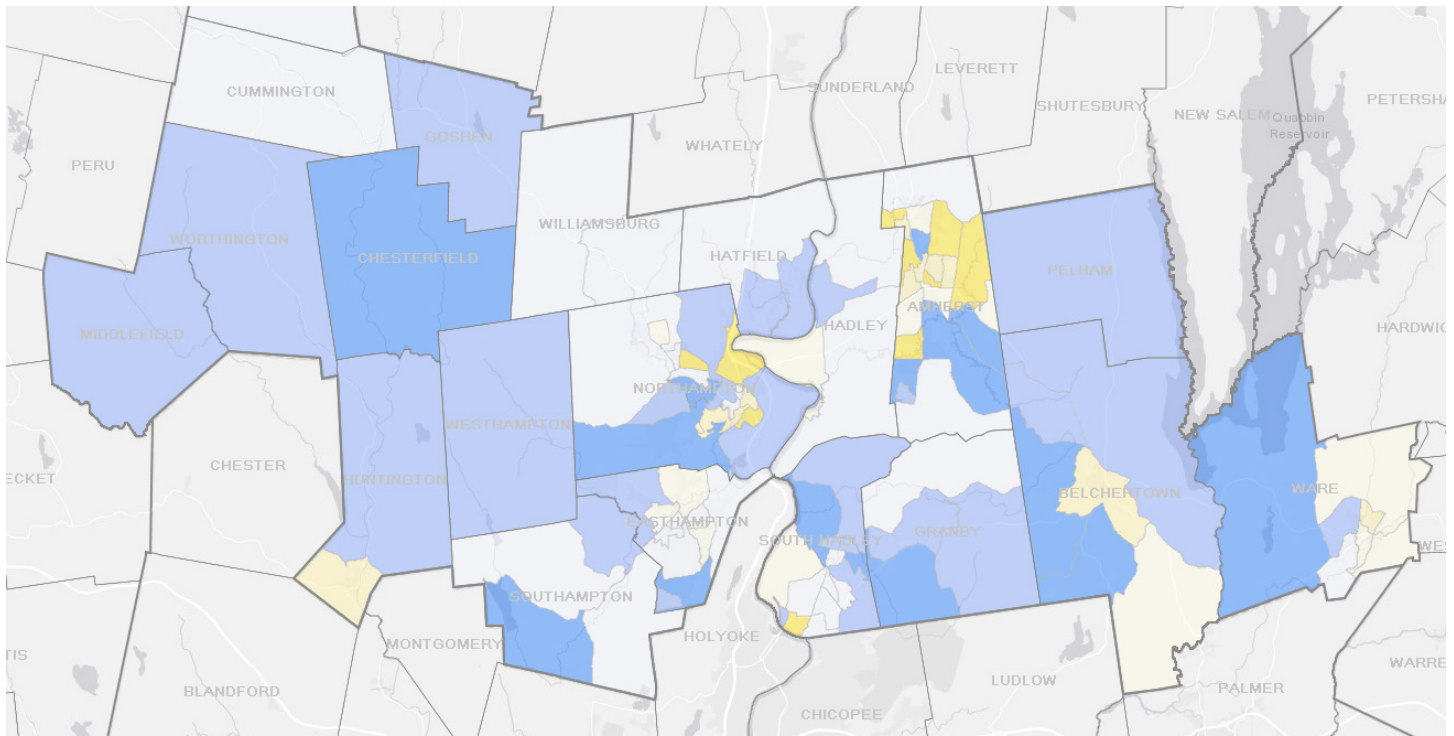 LEVERETT
SUNDERLAND
CUMMINGTON
SHUTESBURY
PETERSHA
NEW SALEM
Quabbin
Reservoir
GOSHEN
WHATELY
PERU
WILLIAMSBURG
WORTHINGTON
HATFIELD
CHESTERFIELD
PELHAM
AMHERST
HADLEY
MIDDLEFIELD
HARDWIC
NORTHAMPTON
WESTHAMPTON
CHESTER
ECKET
HUNTINGTON
WARE
BELCHERTOWN
EASTHAMPTON
GRANBY
SOUTH HADLEY
WES
SOUTHAMPTON
HOLYOKE
MONTGOMERY
TIS
WARRE
LUDLOW
BLANDFORD
PALMER
CHICOPEE